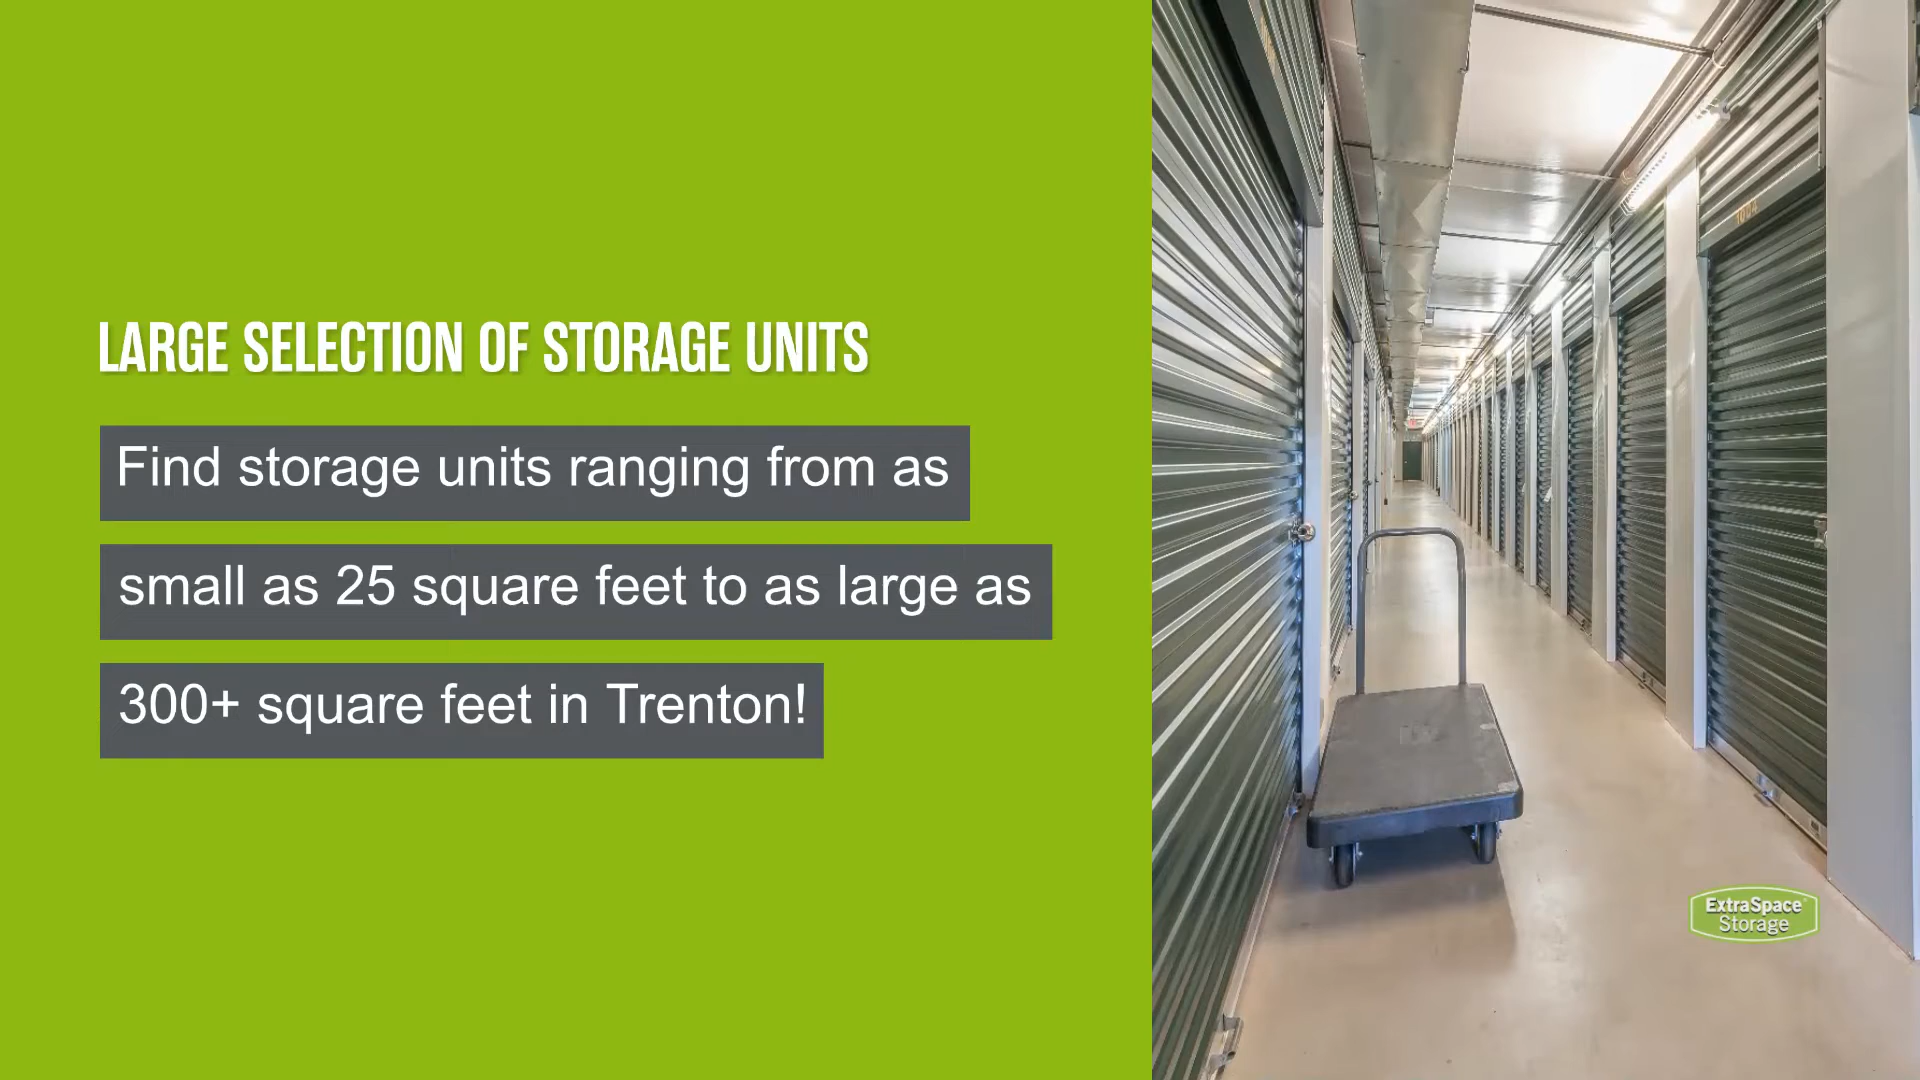 LARGE SELECTION OF STORAGE UNITS
Find storage units ranging from as
small as 25 square feet to as large as
300+ square feet in Trenton!
ExtraSpace
Storage